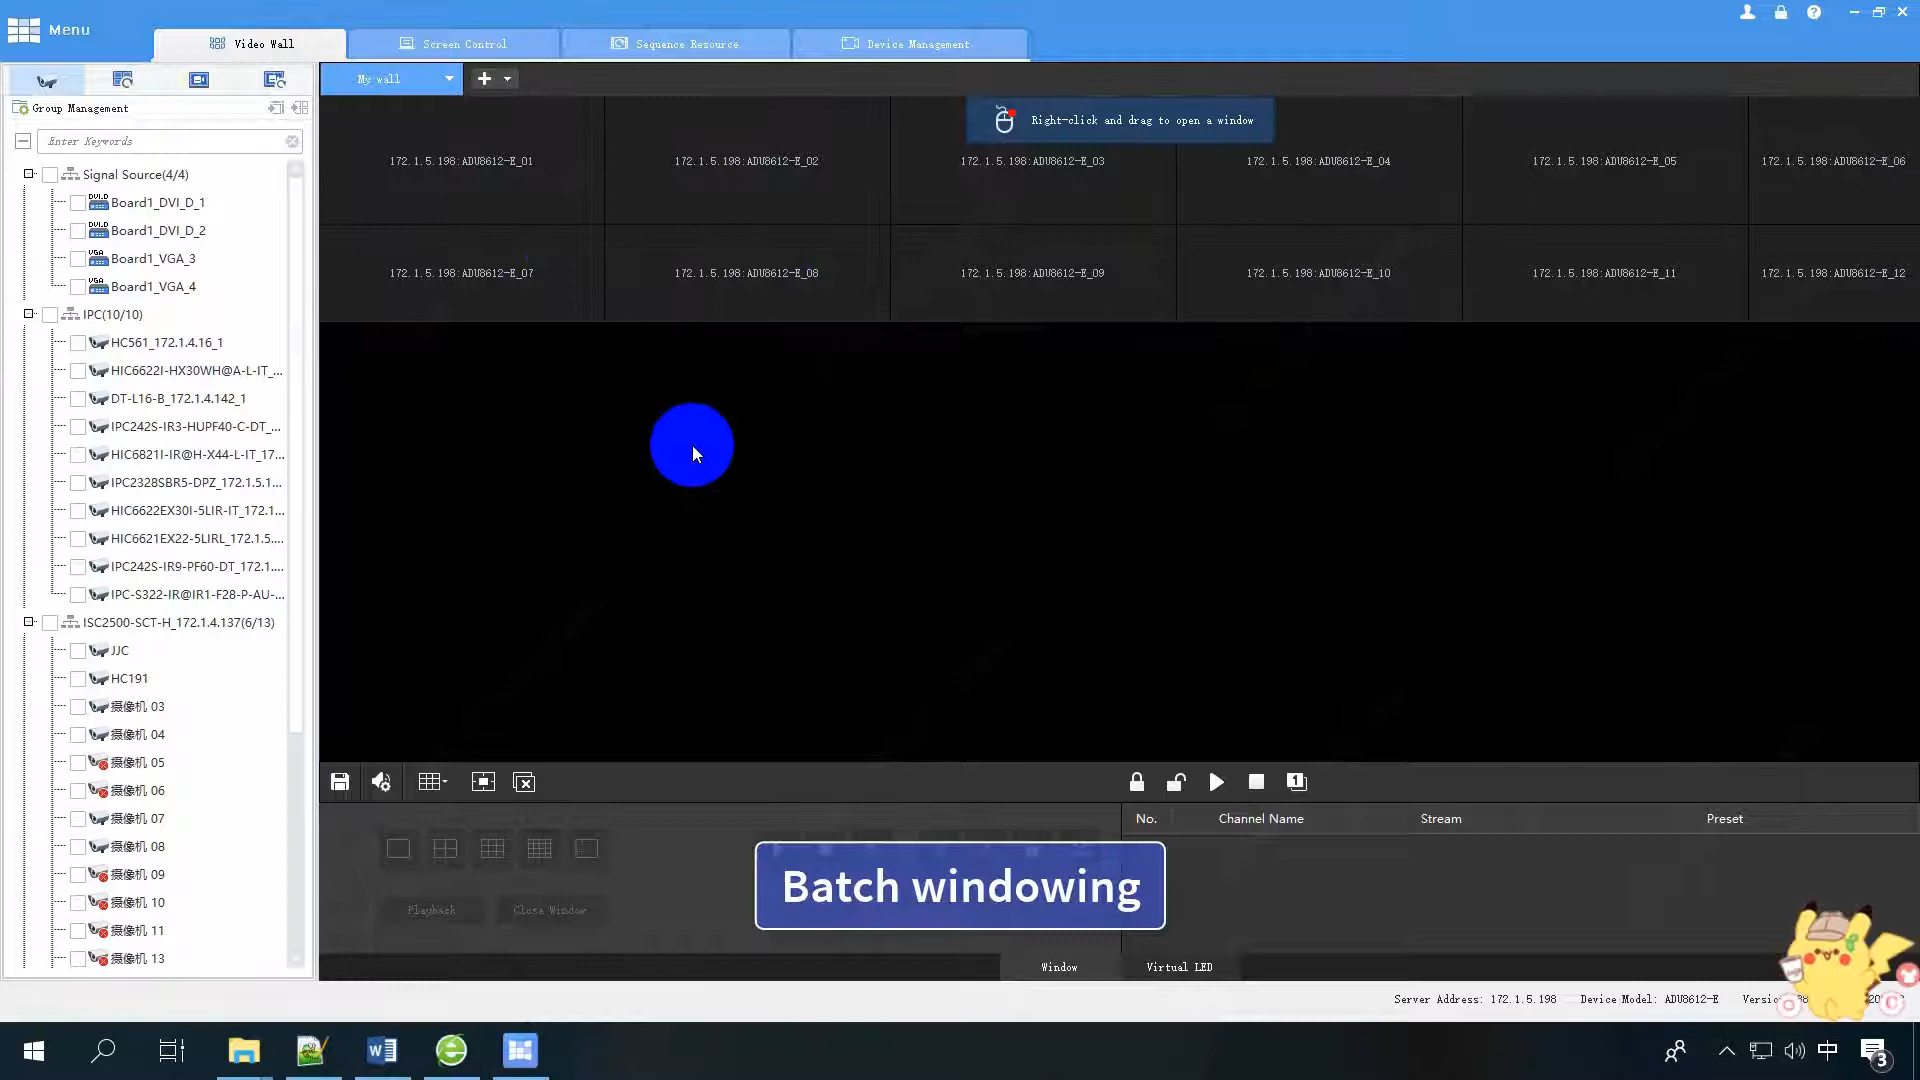 Menu
Video Wall
Screen Control
Sequence Resource
Device Management
My wall
Group Management
Enter Keywords
Right-click and drag to open a window
Signal Source(4/4)
Board1_DVI_D_1
Board1_DVI_D_2
Board1_VGA_3
Board1_VGA_4
IPC(10/10)
HC561_172.1.4.16_1
HIC6622I-HX30WH@A-L-IT_...
DT-L16-B_172.1.4.142_1
IPC242S-IR3-HUPF40-C-DT_...
HIC6821I-IR@H-X44-L-IT_17...
IPC2328SBR5-DPZ_172.1.5.1...
HIC6622EX30I-5LIR-IT_172.1...
HIC6621EX22-5LIRL_172.1.5....
IPC242S-IR9-PF60-DT_172.1....
IPC-S322-IR@IR1-F28-P-AU-...
ISC2500-SCT-H_172.1.4.137(6/13)
JJC
HC191
摄像机 03
摄像机 04
摄像机 05
摄像机 06
摄像机 07
摄像机 08
摄像机 09
摄像机 10
摄像机 11
摄像机 13
172.1.5.198:ADU8612-E_01
172.1.5.198:ADU8612-E_02
172.1.5.198:ADU8612-E_03
172.1.5.198:ADU8612-E_04
172.1.5.198:ADU8612-E_05
172.1.5.198:ADU8612-E_06
172.1.5.198:ADU8612-E_07
172.1.5.198:ADU8612-E_08
172.1.5.198:ADU8612-E_09
172.1.5.198:ADU8612-E_10
172.1.5.198:ADU8612-E_11
172.1.5.198:ADU8612-E_12
No.
Channel Name
Stream
Preset
Playback
Close Window
Batch windowing
Window
Virtual LED
Server Address: 172.1.5.198
Device Model: ADU8612-E
中
3